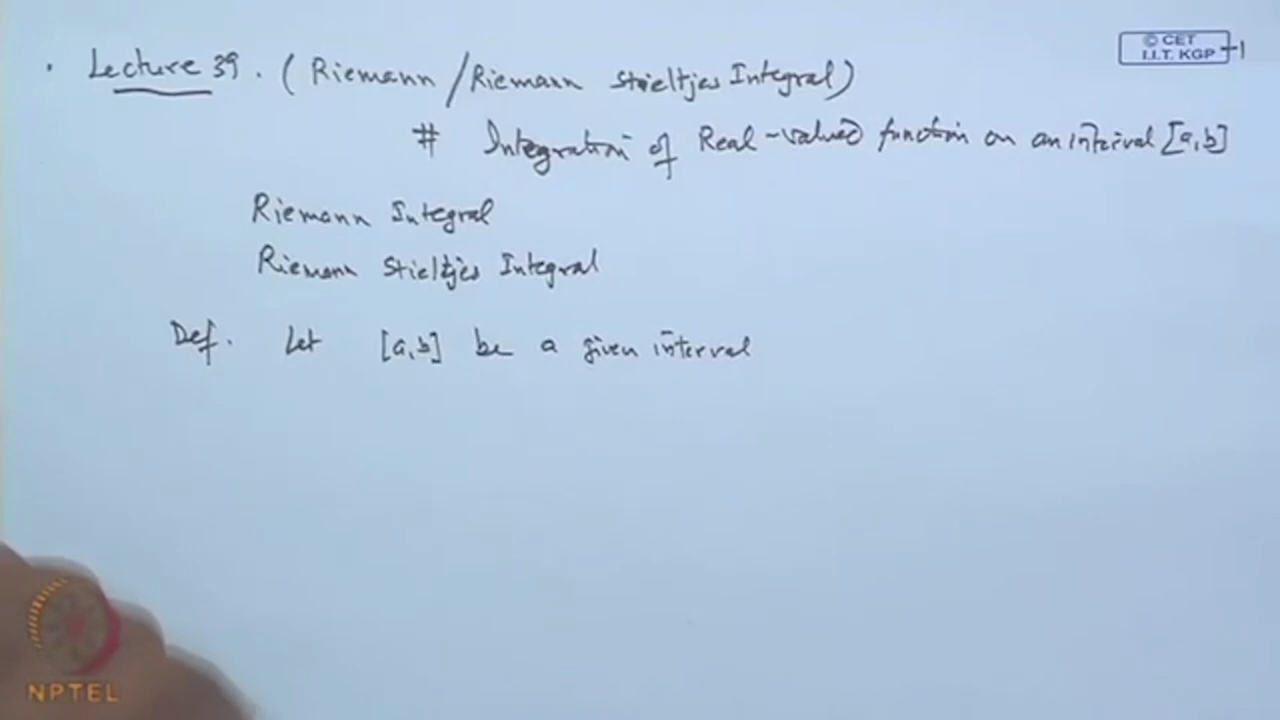 · Lecture 39. (Riemann / Riemann Stieltjes Integral)
© CET
I.I.T. KGP
# Integration of Real-valued function on an interval [a,b]
Riemann Integral
Riemann Stieltjes Integral
Def. Let [a,b] be a given interval
NPTEL